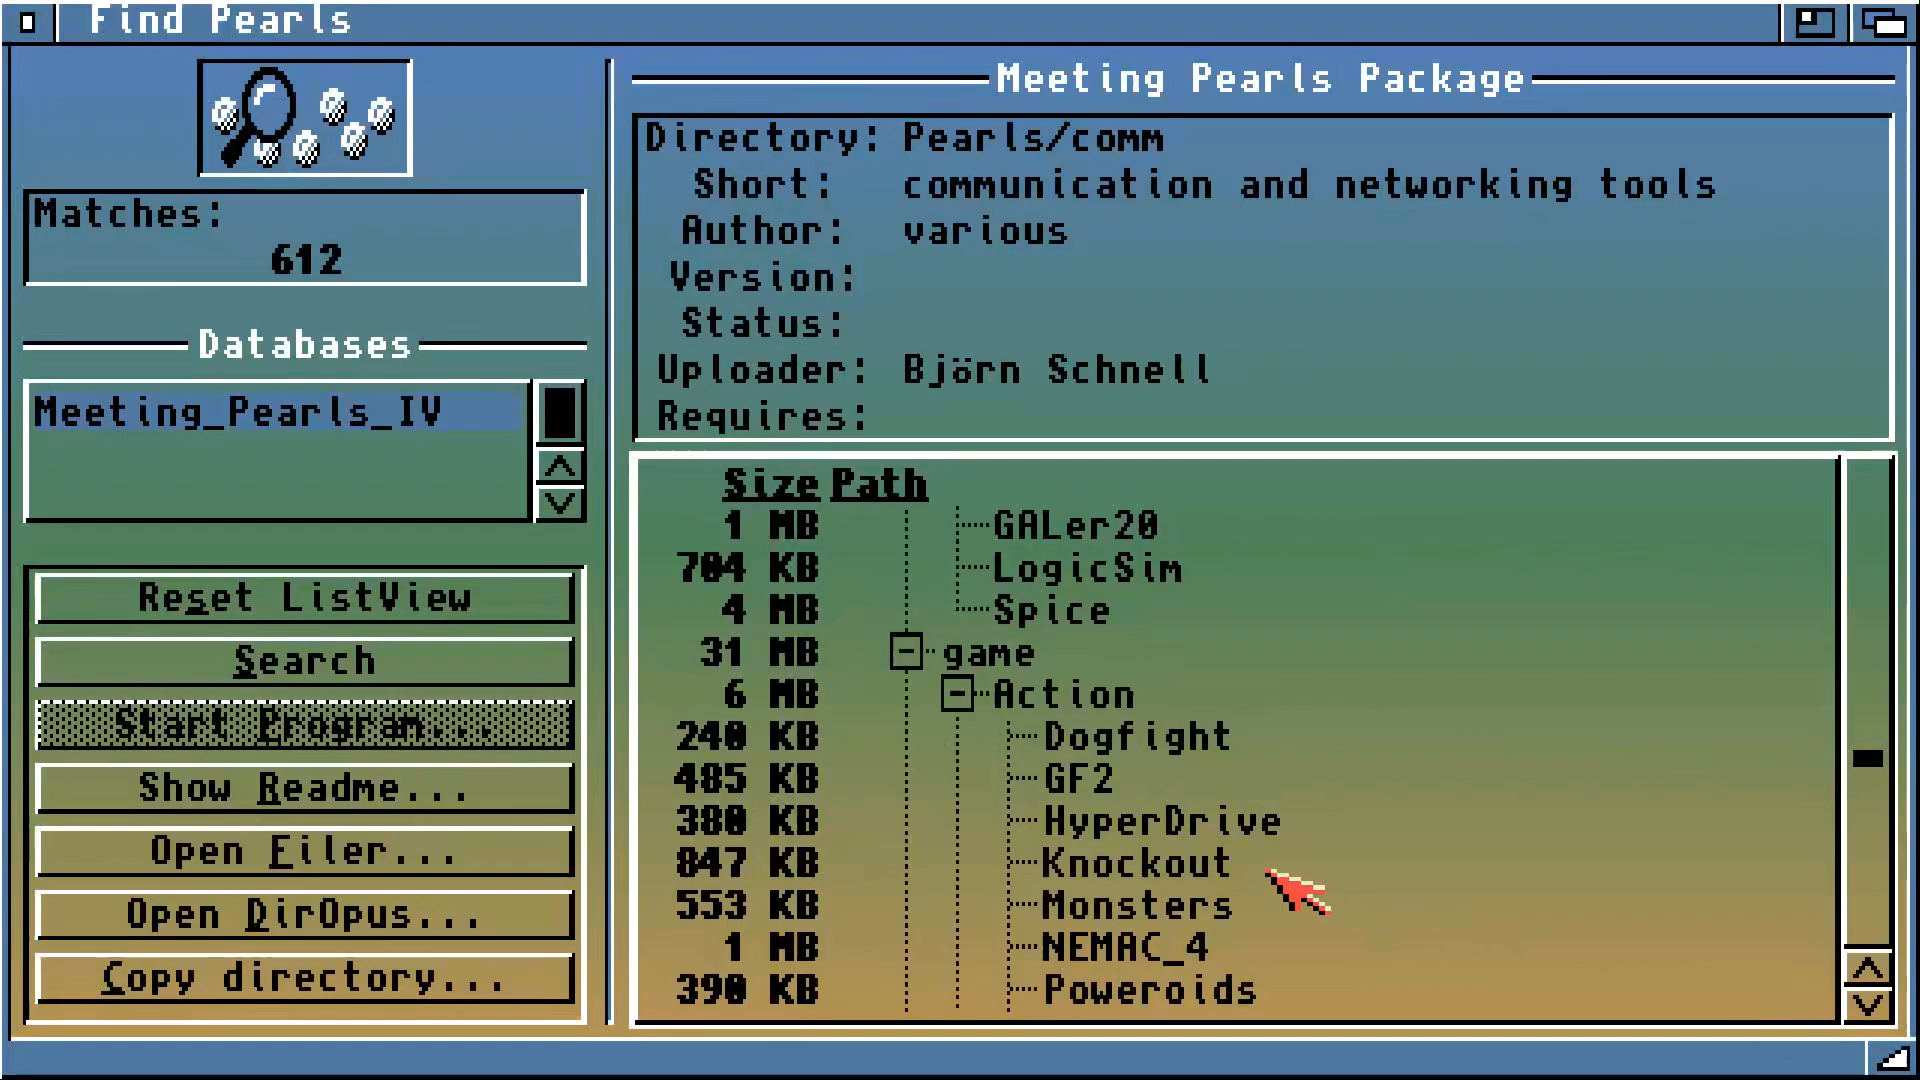 Find Pearls
Matches:
612
Databases
Meeting_Pearls_IV
Reset ListView
Search
Start Program...
Show Readme...
Open Filer...
Open DirOpus...
Copy directory...
Meeting Pearls Package
Directory: Pearls/comm
Short: communication and networking tools
Author: various
Version:
Status:
Uploader: Björn Schnell
Requires:
Size Path
1 MB GALer20
704 KB LogicSim
4 MB Spice
31 MB game
6 MB Action
240 KB Dogfight
485 KB GF2
380 KB HyperDrive
847 KB Knockout
553 KB Monsters
1 MB NEMAC_4
390 KB Poweroids